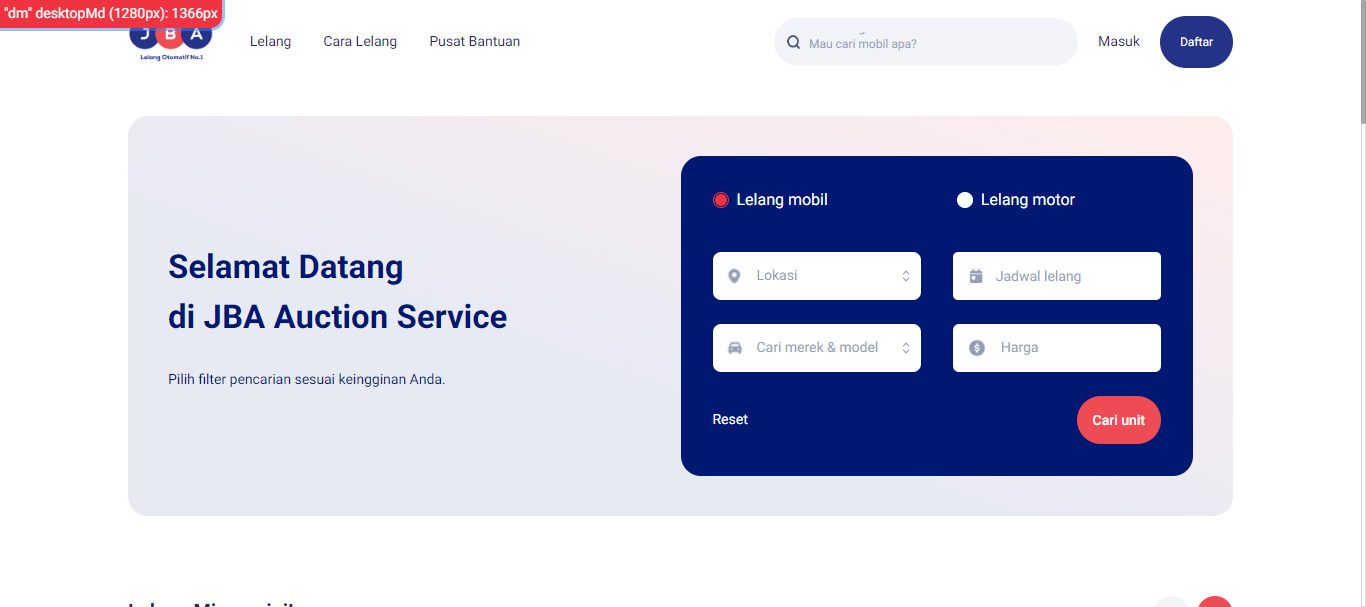 "dm" desktopMd (1280px): 1366px
J B A
Lelang Otomotif No.1
Lelang
Cara Lelang
Pusat Bantuan
Mau cari mobil apa?
Masuk
Daftar
Selamat Datang
di JBA Auction Service
Pilih filter pencarian sesuai keingginan Anda.
Lelang mobil
Lelang motor
Lokasi
Jadwal lelang
Cari merek & model
Harga
Reset
Cari unit